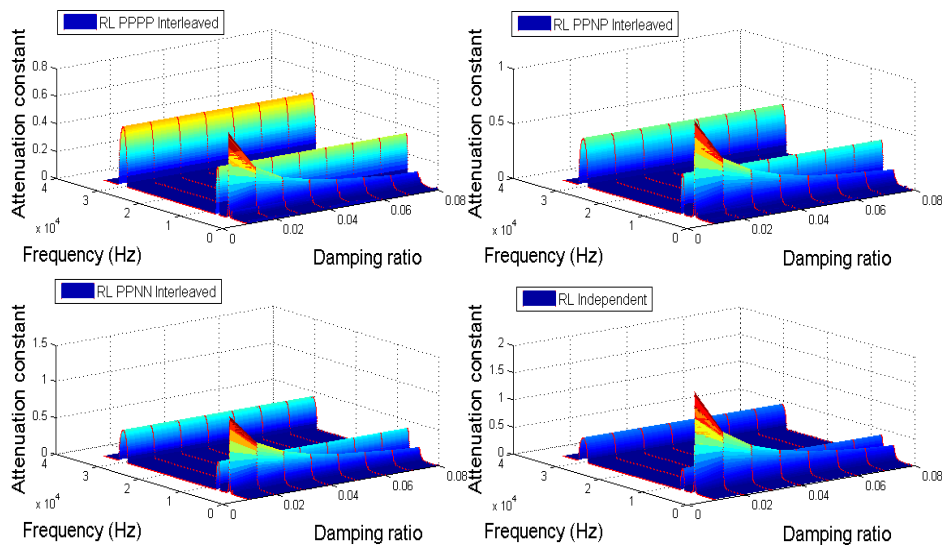 RL PPPP Interleaved
Attenuation constant
0.8
0.6
0.4
0.2
0
4
3
2
1
0
x 10^4
Frequency (Hz)
0
0.02
0.04
0.06
0.08
Damping ratio
RL PPNP Interleaved
Attenuation constant
1
0.5
0
4
3
2
1
0
x 10^4
Frequency (Hz)
0
0.02
0.04
0.06
0.08
Damping ratio
RL PPNN Interleaved
Attenuation constant
1.5
1
0.5
0
4
3
2
1
0
x 10^4
Frequency (Hz)
0
0.02
0.04
0.06
0.08
Damping ratio
RL Independent
Attenuation constant
2
1.5
1
0.5
0
4
3
2
1
0
x 10^4
Frequency (Hz)
0
0.02
0.04
0.06
0.08
Damping ratio